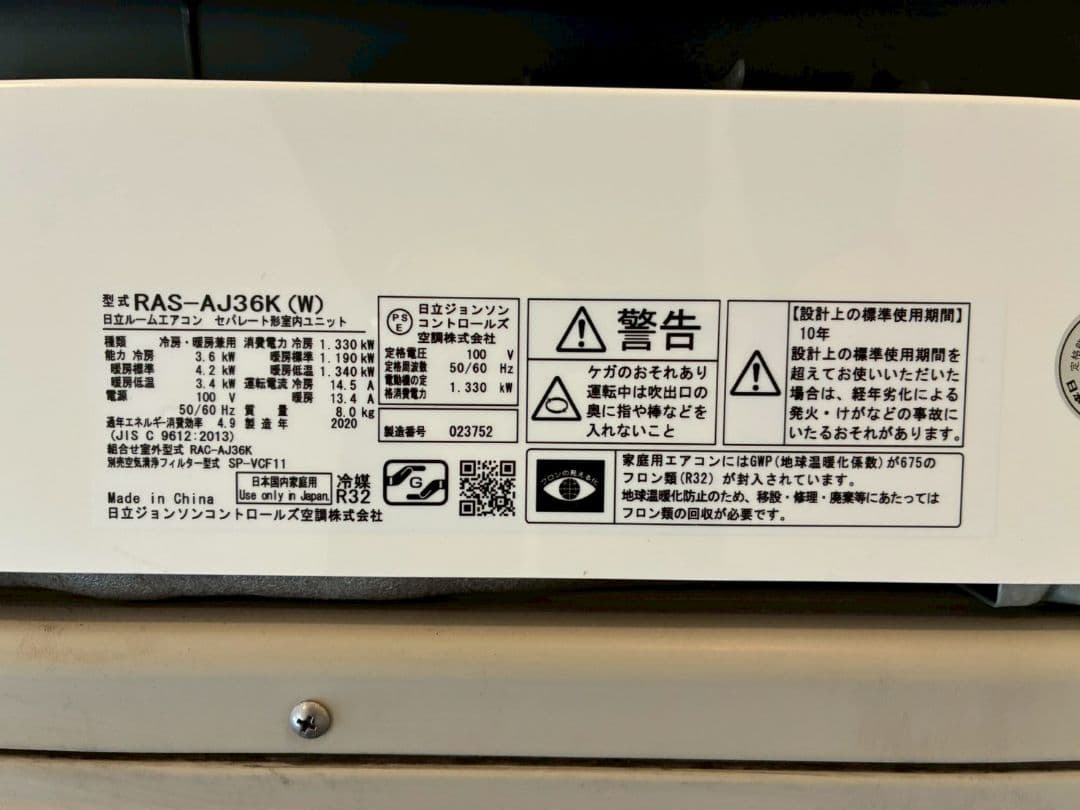 型式 RAS-AJ36K(W)
日立ルームエアコン セパレート形室内ユニット
種類 冷房・暖房兼用 消費電力 冷房 1.330 kW
能力 冷房 3.6 kW 暖房標準 1.190 kW
暖房標準 4.2 kW 暖房低温 1.340 kW
暖房低温 3.4 kW 運転電流 冷房 14.5 A
電源 100 V 暖房 13.4 A
50/60 Hz 質量 8.0 kg
通年エネルギー消費効率 4.9 製造年 2020
(JIS C 9612:2013)
組合せ室外型式 RAC-AJ36K
別売空気清浄フィルター型式 SP-VCF11
Made in China
日本国内家庭用
Use only in Japan.
冷媒
R32
日立ジョンソンコントロールズ空調株式会社
PS
E
日立ジョンソン
コントロールズ
空調株式会社
定格電圧 100 V
定格周波数 50/60 Hz
電動機の定
格消費電力 1.330 kW
製造番号 023752
G
警告
ケガのおそれあり
運転中は吹出口の
奥に指や棒などを
入れないこと
【設計上の標準使用期間】
10年
設計上の標準使用期間を
超えてお使いいただいた
場合は、経年劣化による
発火・けがなどの事故に
いたるおそれがあります。
フロンの見える化
家庭用エアコンにはGWP(地球温暖化係数)が675の
フロン類(R32)が封入されています。
地球温暖化防止のため、移設・修理・廃棄等にあたっては
フロン類の回収が必要です。